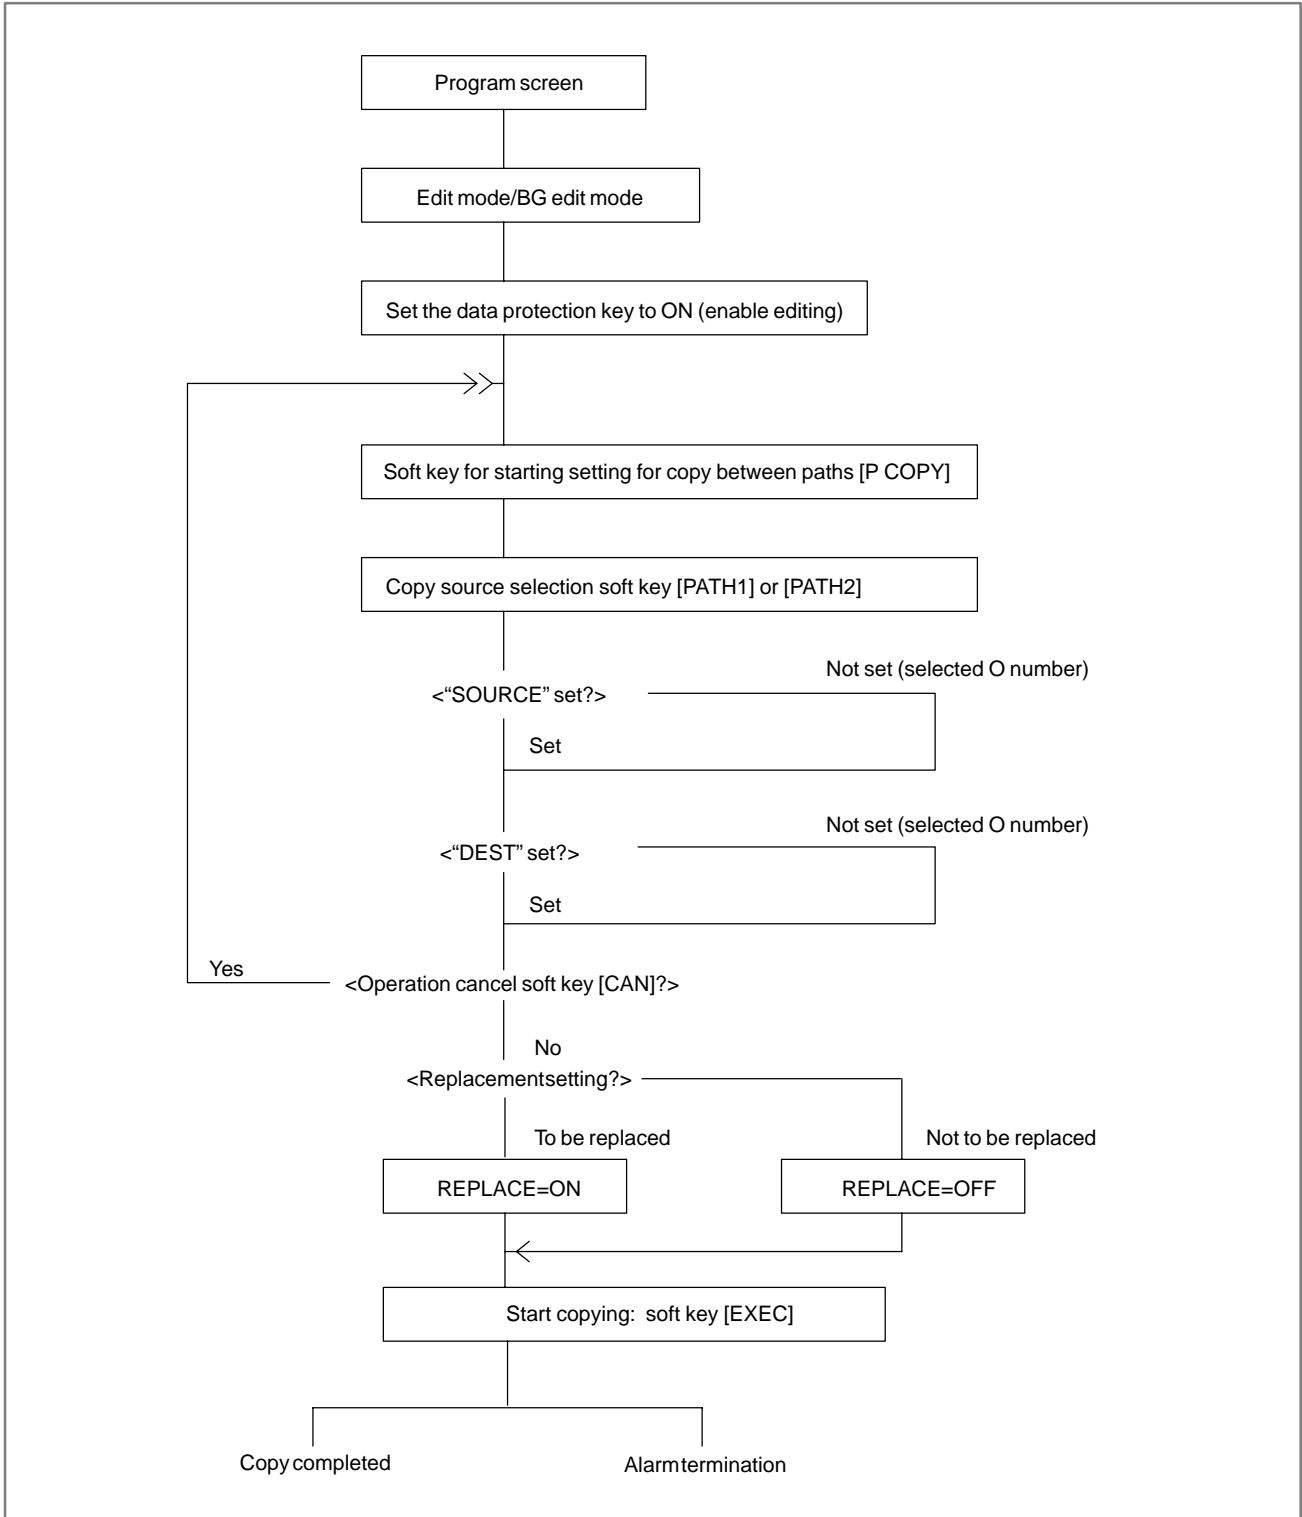 Program screen
Edit mode/BG edit mode
Set the data protection key to ON (enable editing)
Soft key for starting setting for copy between paths [P COPY]
Copy source selection soft key [PATH1] or [PATH2]
Not set (selected O number)
<“SOURCE” set?>
Set
Not set (selected O number)
<“DEST” set?>
Set
Yes
<Operation cancel soft key [CAN]?>
No
<Replacementsetting?>
To be replaced
Not to be replaced
REPLACE=ON
REPLACE=OFF
Start copying: soft key [EXEC]
Copy completed
Alarm termination